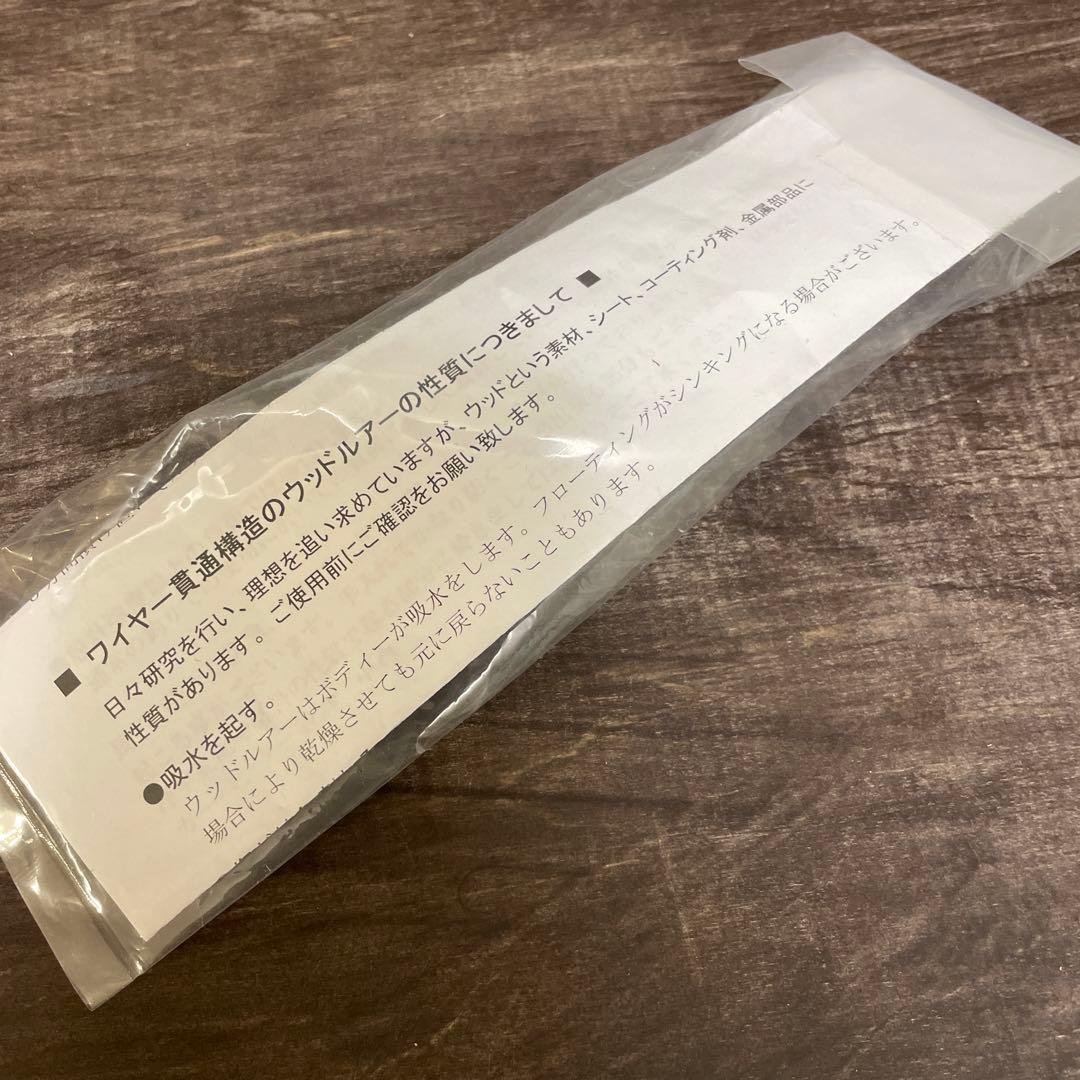 ■ ワイヤー貫通構造のウッドルアーの性質につきまして ■
日々研究を行い、理想を追い求めていますが、ウッドという素材、シート、コーティング剤、金属部品に
性質があります。ご使用前にご確認をお願い致します。
●吸水を起す。
ウッドルアーはボディーが吸水をします。フローティングがシンキングになる場合がございます。
場合により乾燥させても元に戻らないこともあります。